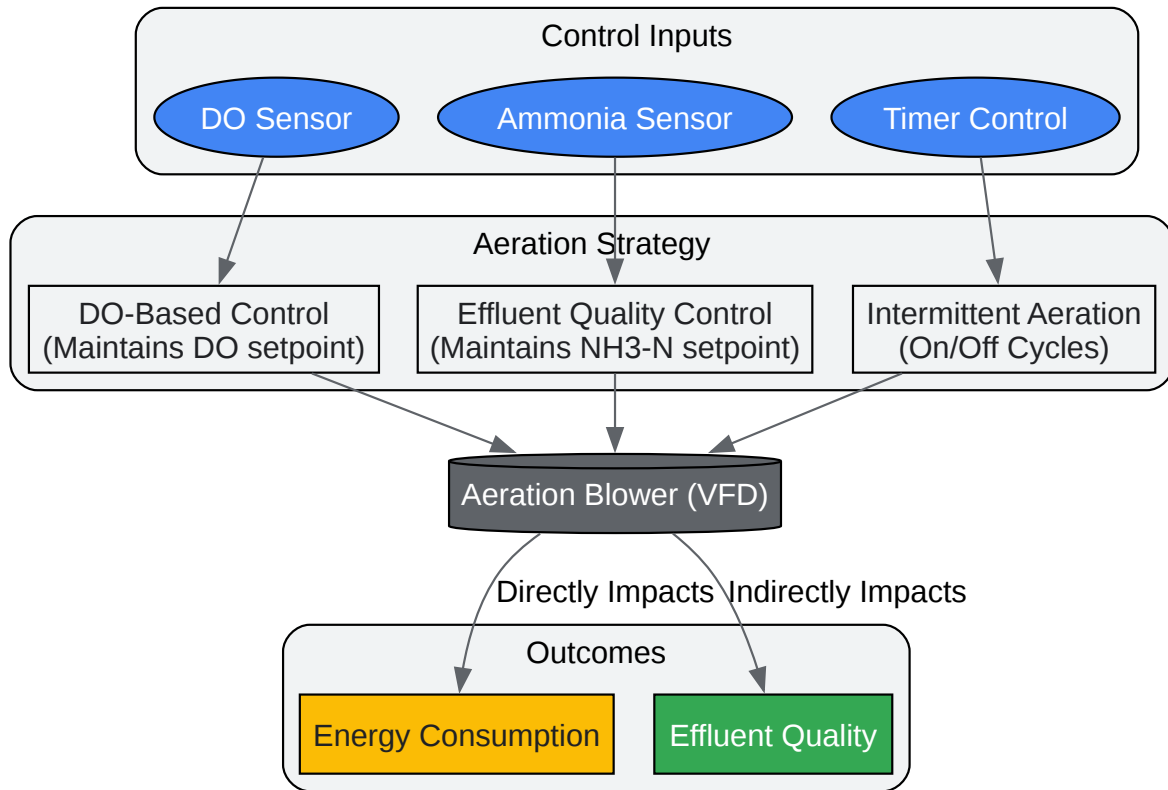 Control Inputs
DO Sensor
Ammonia Sensor
Timer Control
Aeration Strategy
DO-Based Control
(Maintains DO setpoint)
Effluent Quality Control
(Maintains NH3-N setpoint)
Intermittent Aeration
(On/Off Cycles)
Aeration Blower (VFD)
Directly Impacts
Indirectly Impacts
Outcomes
Energy Consumption
Effluent Quality